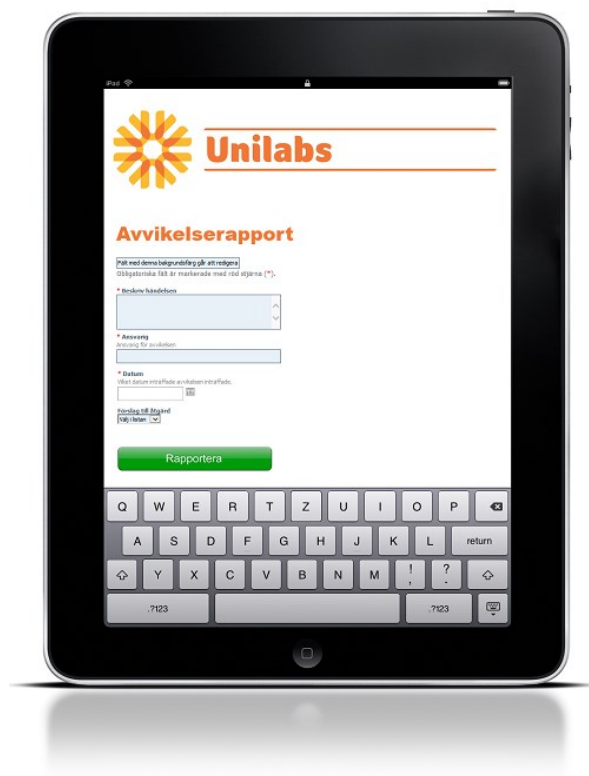 iPad
Unilabs
Avvikelserapport
Fält med denna bakgrundsfärg går att redigera
Obligatoriska fält är markerade med röd stjärna (*).
* Beskriv händelsen
* Ansvarig
Ansvarig för avvikelsen
* Datum
Vilket datum inträffade avvikelsen inträffade.
Förslag till åtgärd
Välj i listan
Rapportera
Q W E R T Z U I O P
A S D F G H J K L return
Y X C V B N M ! , ? .
.?123 .?123